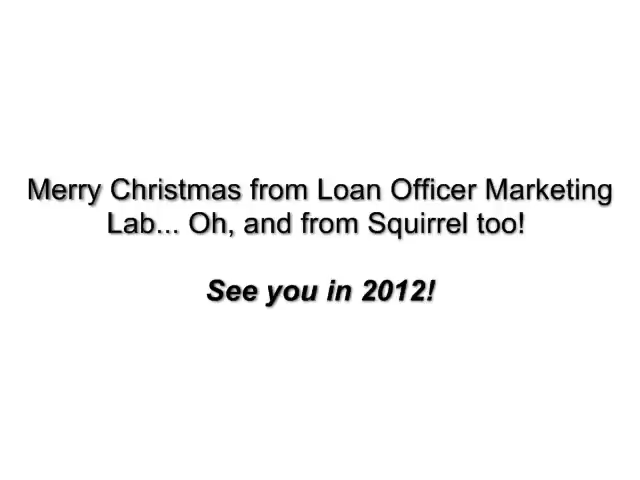 Merry Christmas from Loan Officer Marketing
Lab... Oh, and from Squirrel too!
See you in 2012!